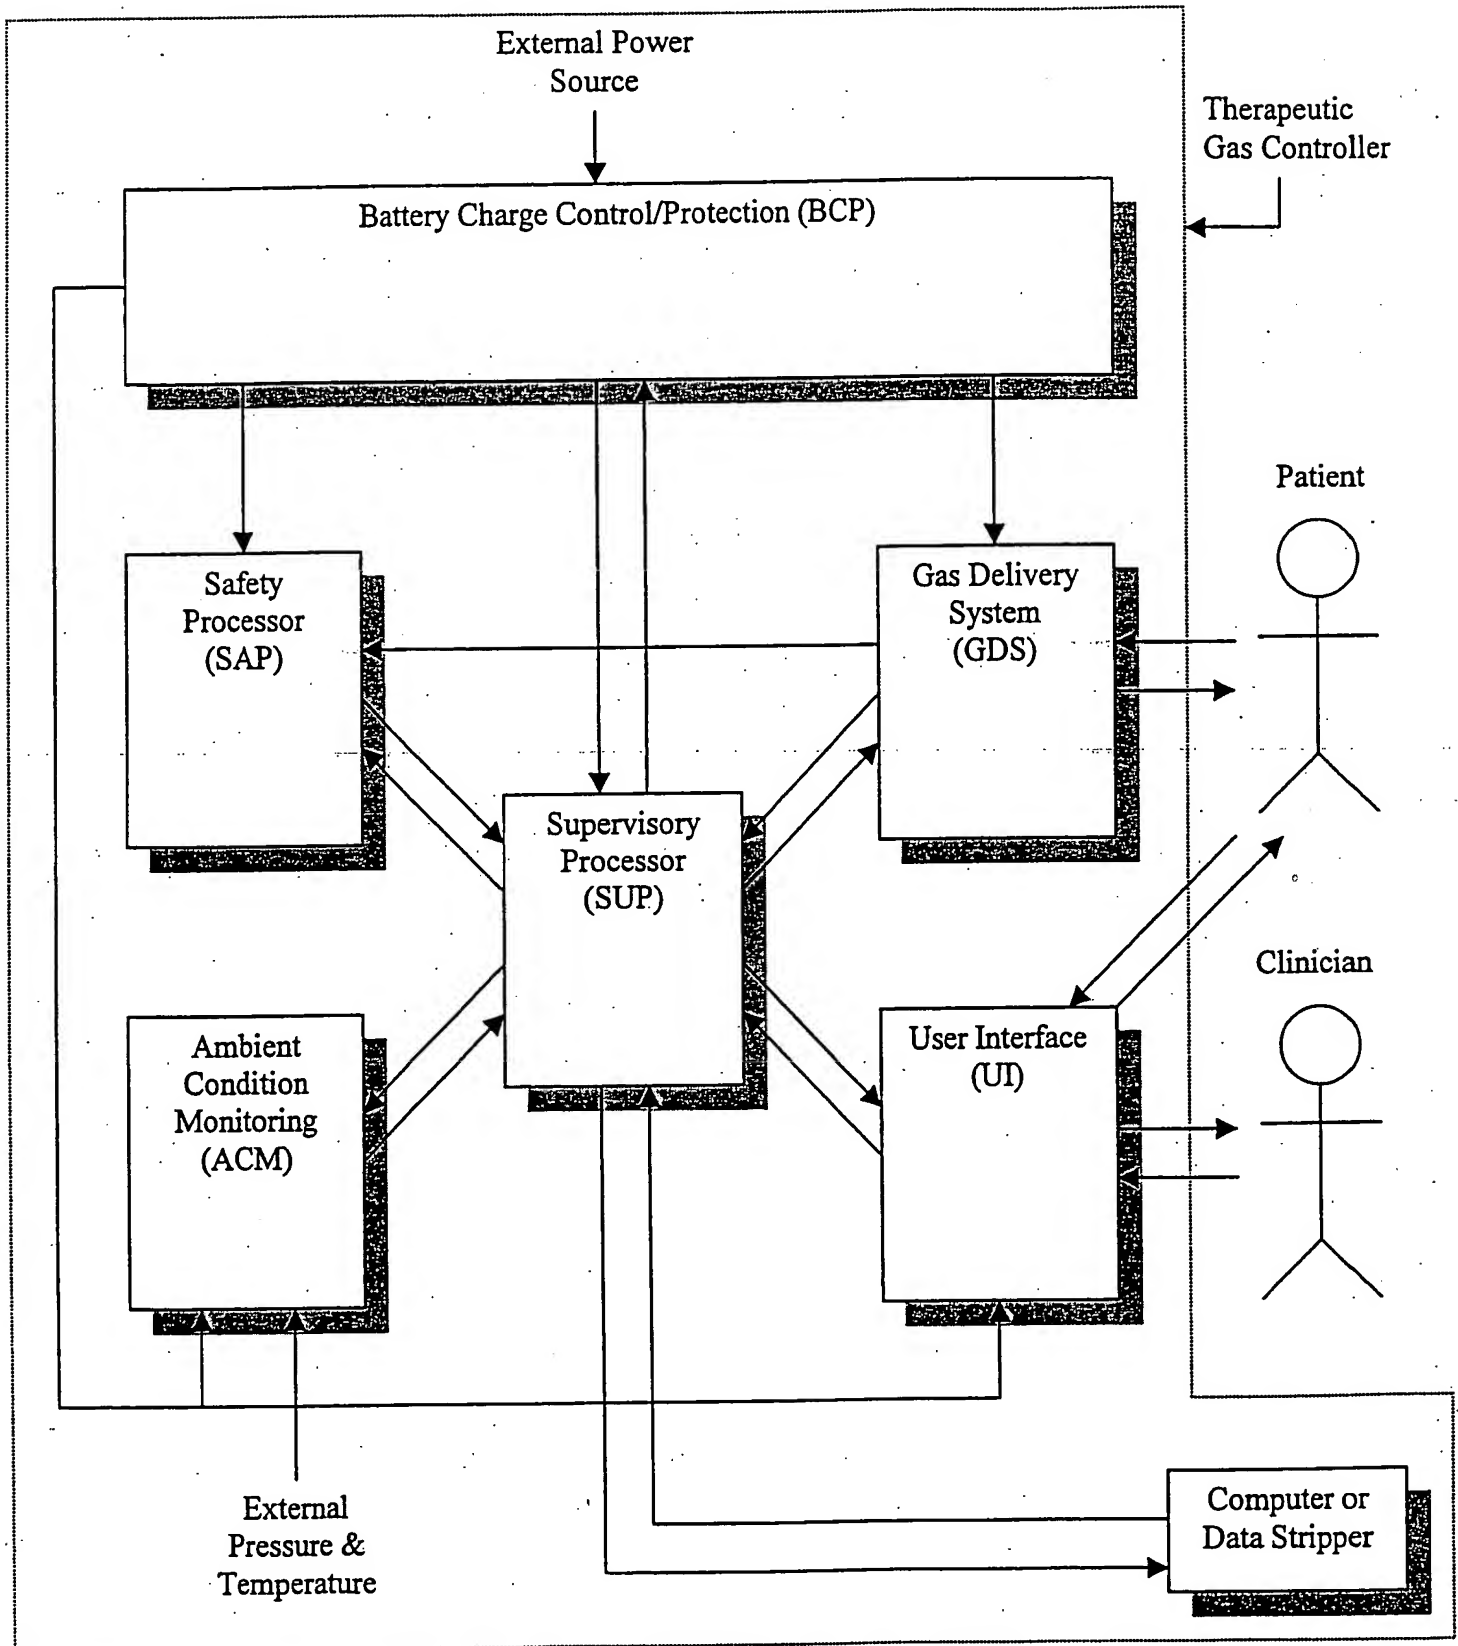 External Power
Source
Therapeutic
Gas Controller
Battery Charge Control/Protection (BCP)
Patient
Safety
Processor
(SAP)
Gas Delivery
System
(GDS)
Supervisory
Processor
(SUP)
Clinician
Ambient
Condition
Monitoring
(ACM)
User Interface
(UI)
External
Pressure &
Temperature
Computer or
Data Stripper